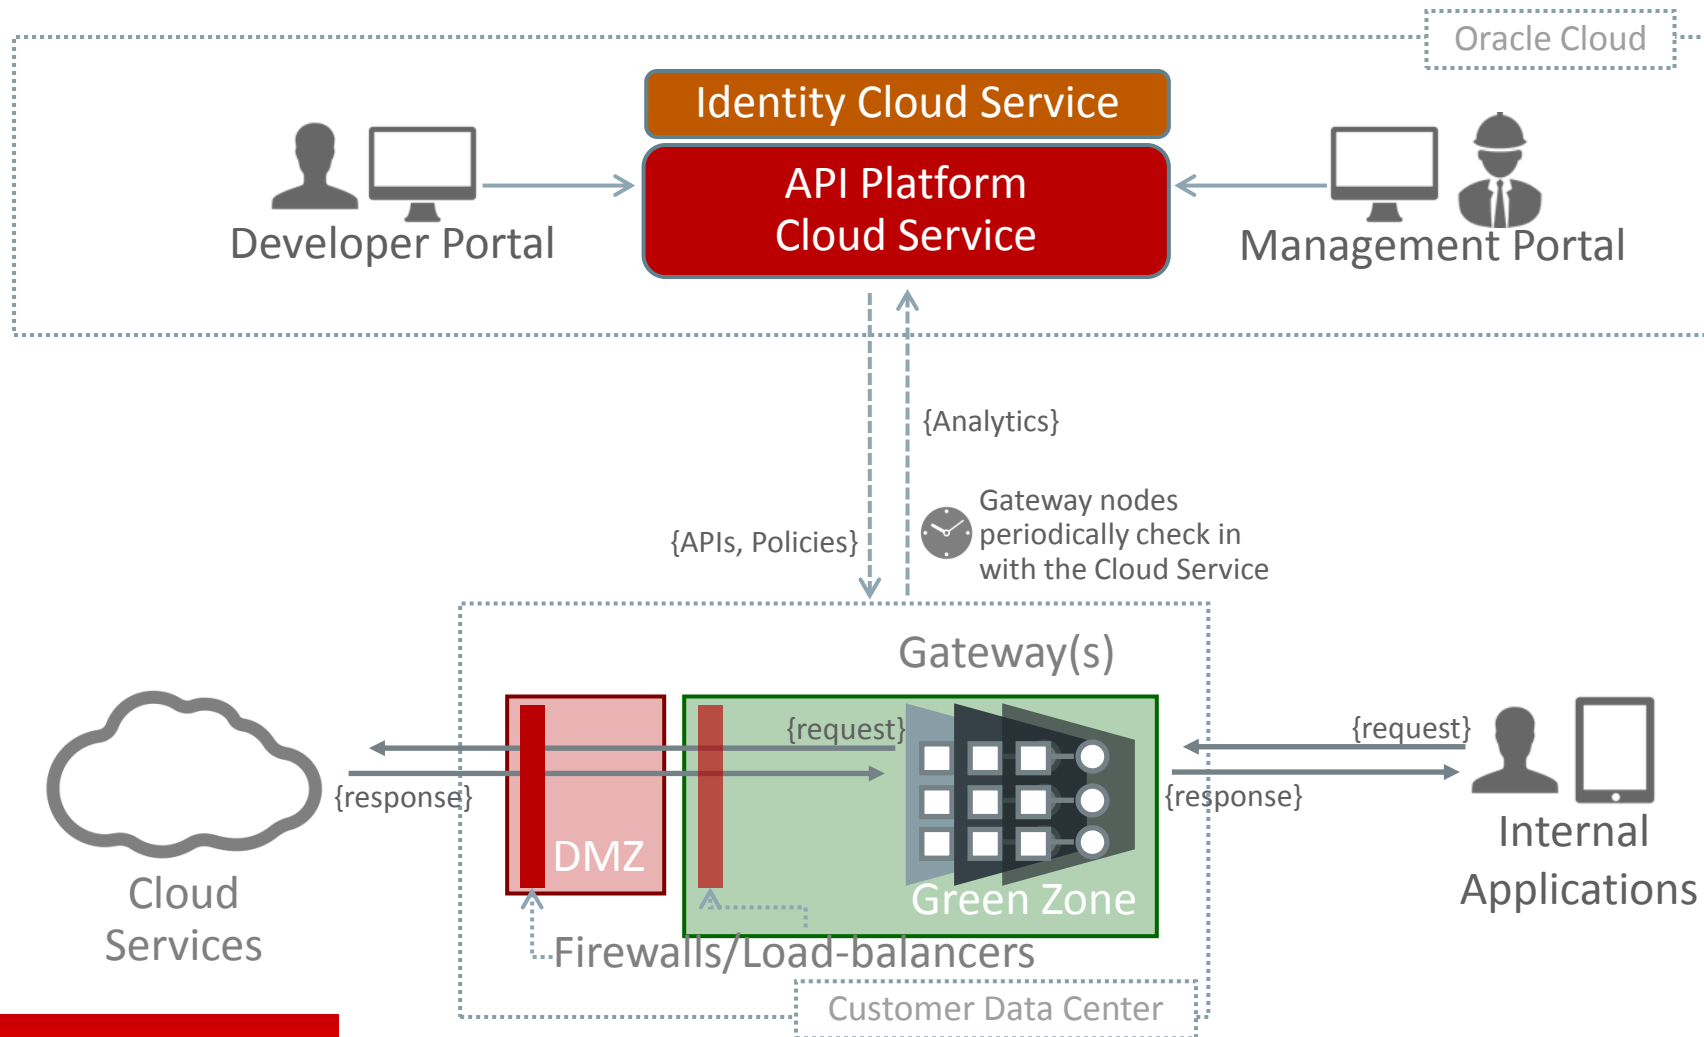 Oracle Cloud
Identity Cloud Service
API Platform
Cloud Service
Developer Portal
Management Portal
{Analytics}
Gateway nodes
periodically check in
with the Cloud Service
{APIs, Policies}
Gateway(s)
{request}
{request}
{response}
{response}
DMZ
Green Zone
Cloud
Services
Internal
Applications
Firewalls/Load-balancers
Customer Data Center